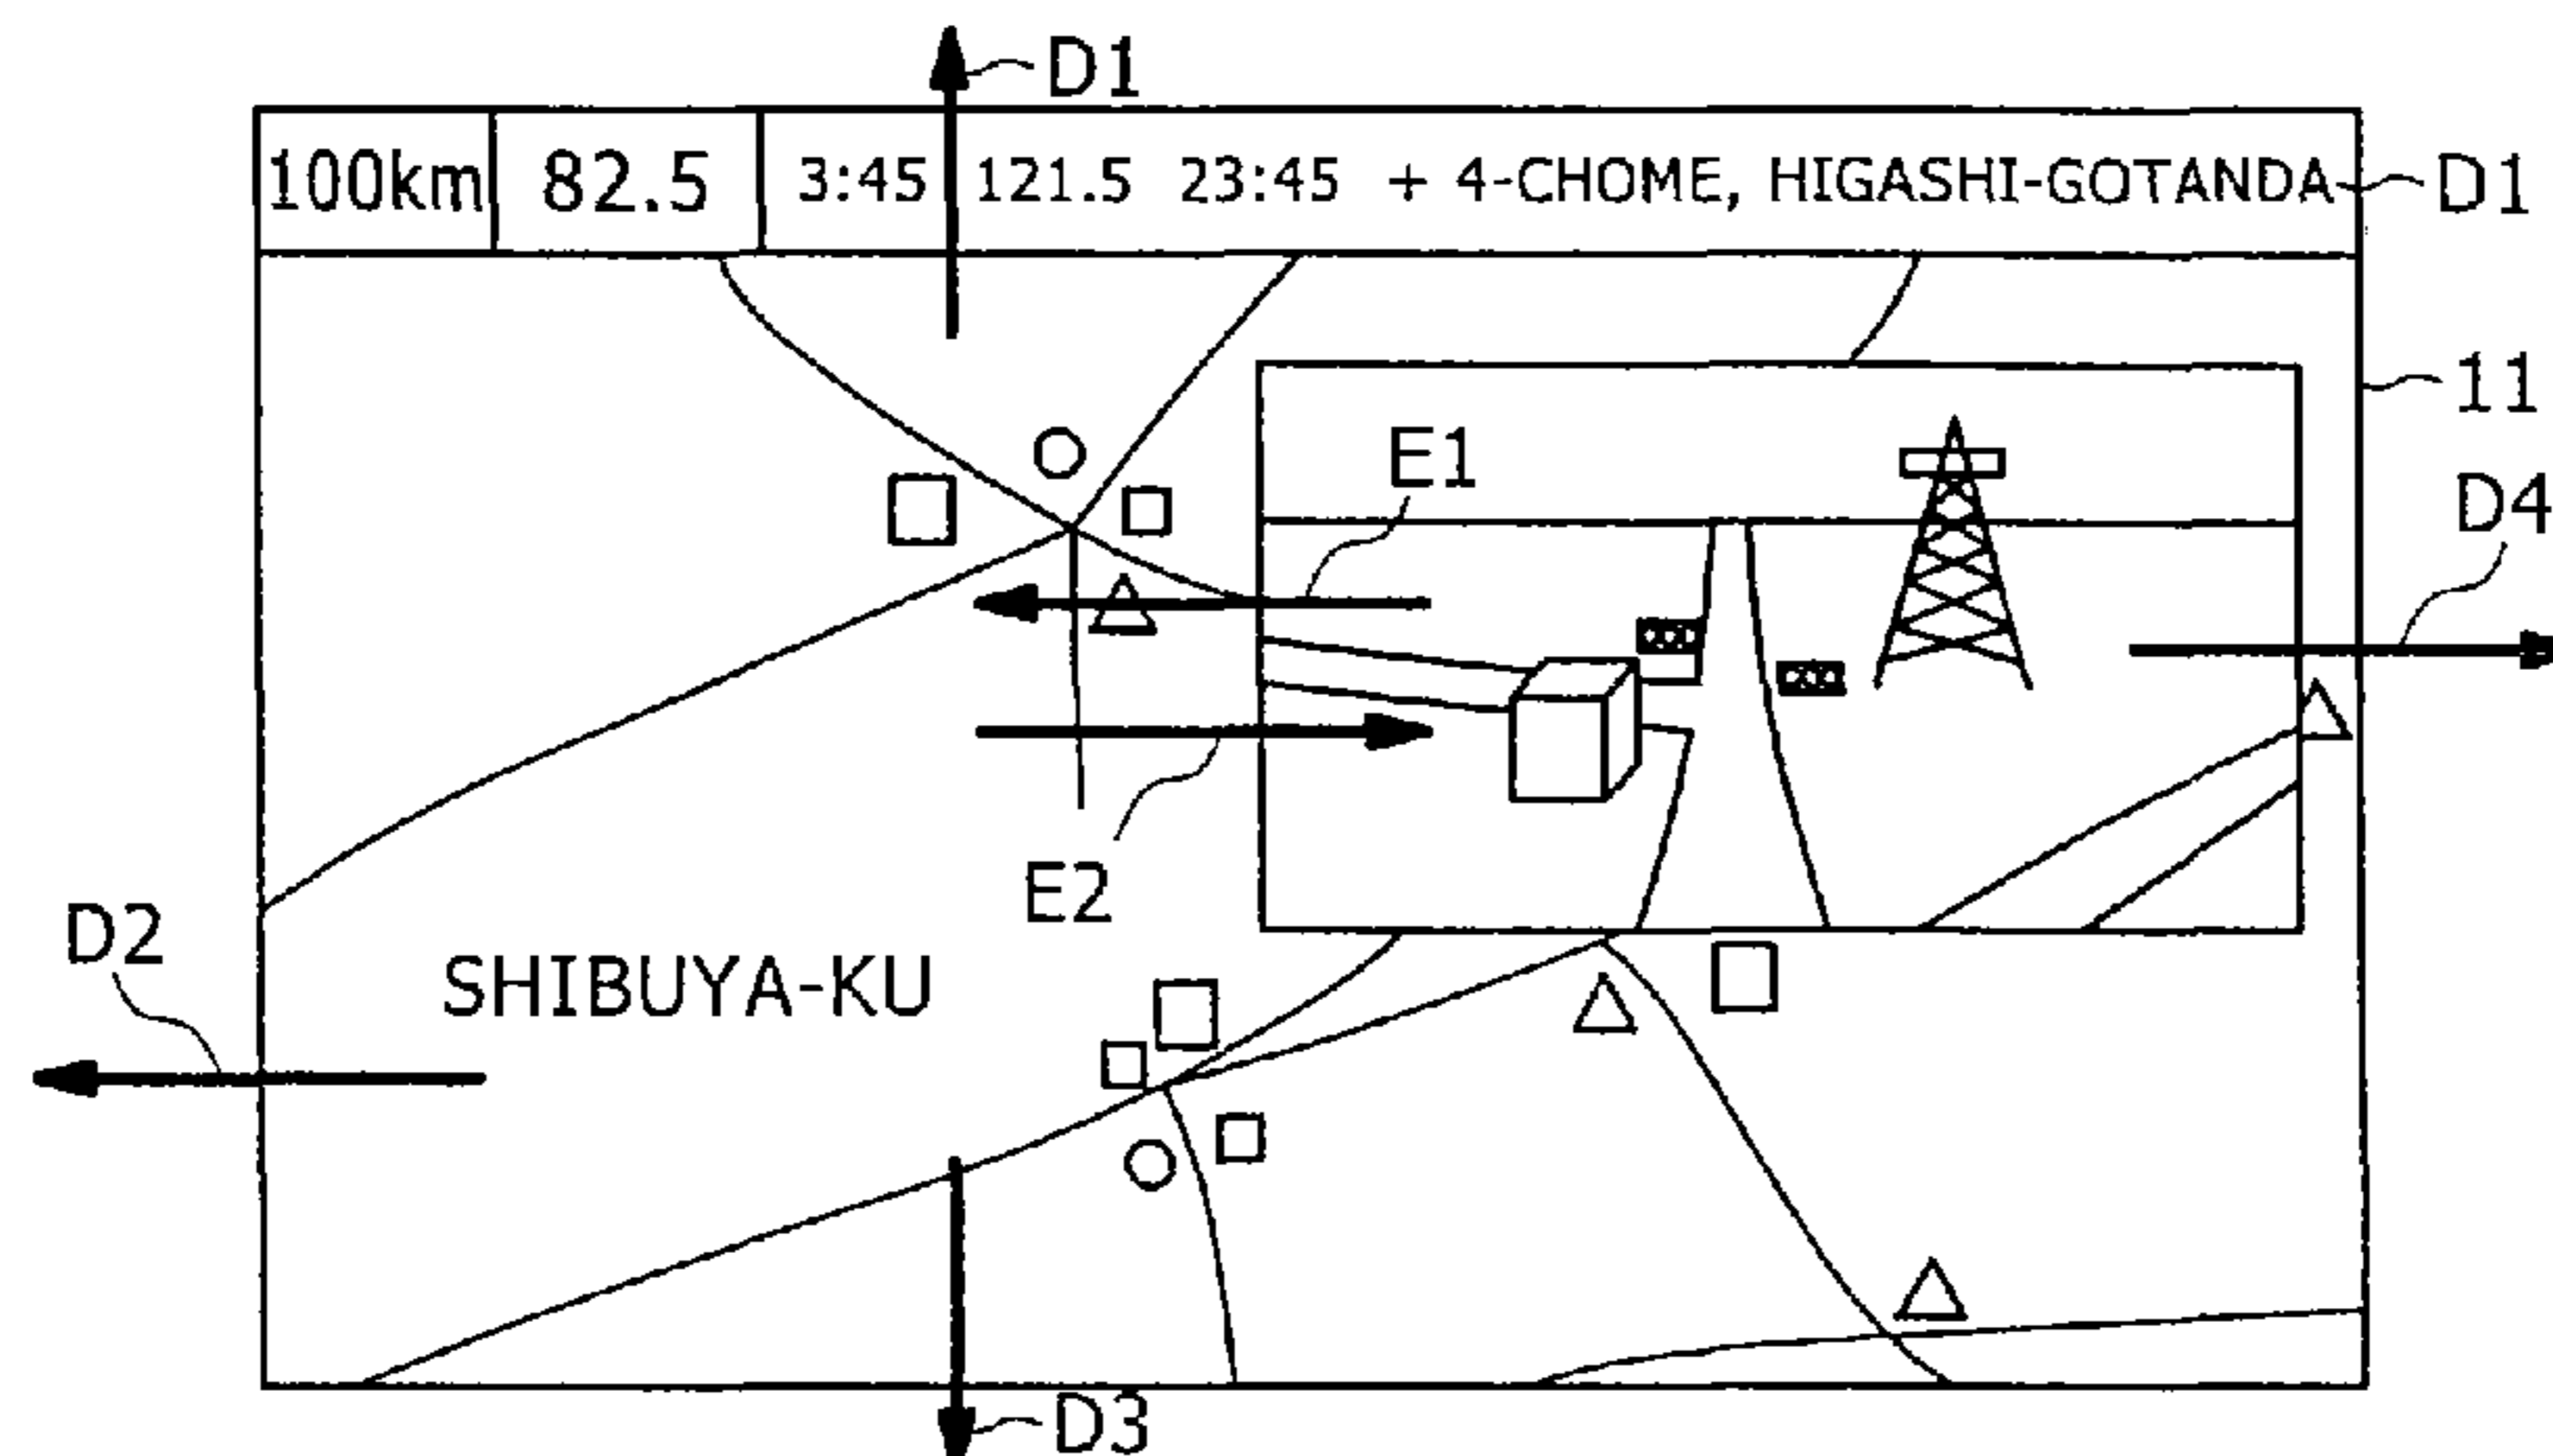 D1
100km 82.5 3:45 121.5 23:45 + 4-CHOME, HIGASHI-GOTANDA D1
11
E1
D4
E2
D2
SHIBUYA-KU
D3